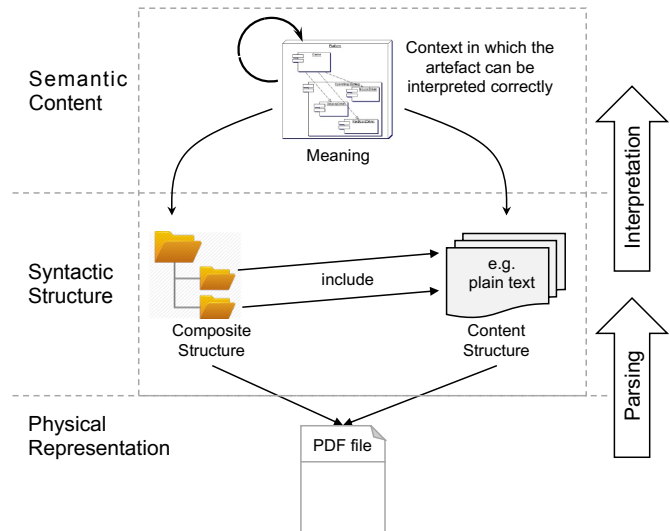 Semantic
Content
Context in which the
artefact can be
interpreted correctly
Meaning
Interpretation
Syntactic
Structure
include
e.g.
plain text
Composite
Structure
Content
Structure
Parsing
Physical
Representation
PDF file